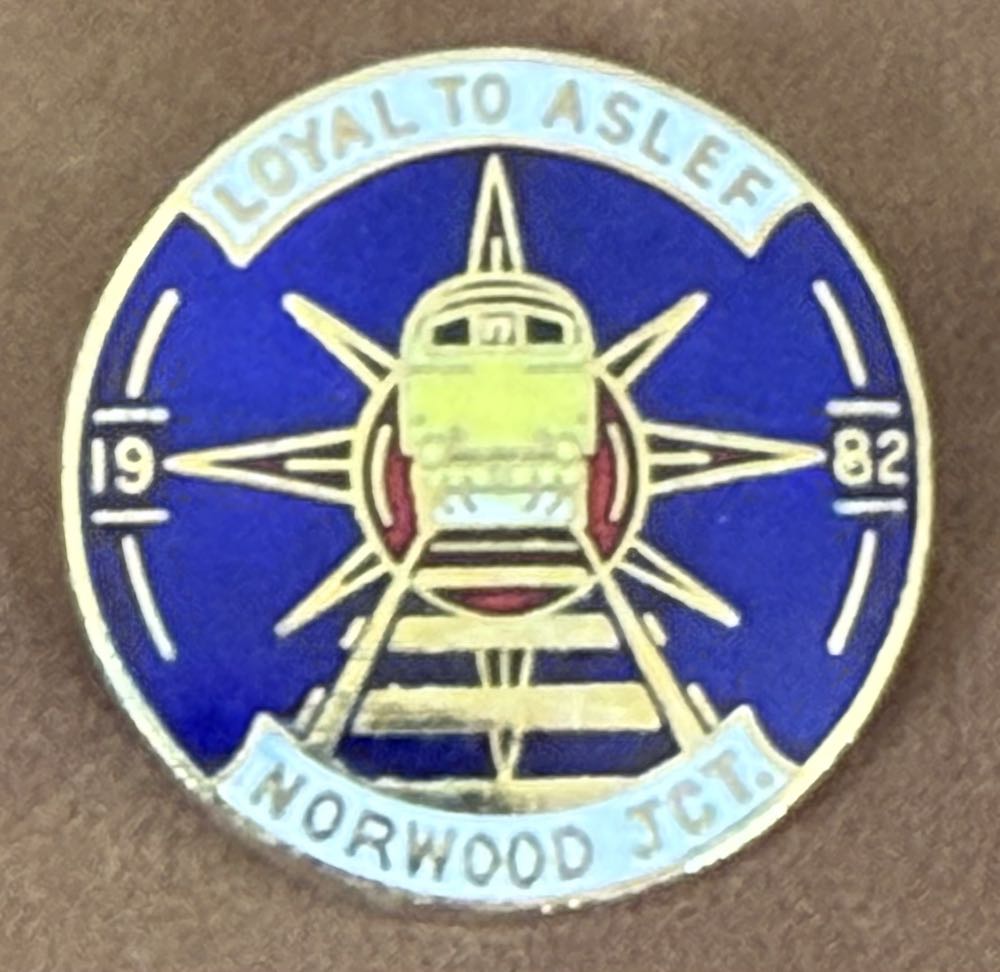 LOYAL TO ASLEF
19 82
NORWOOD JCT.